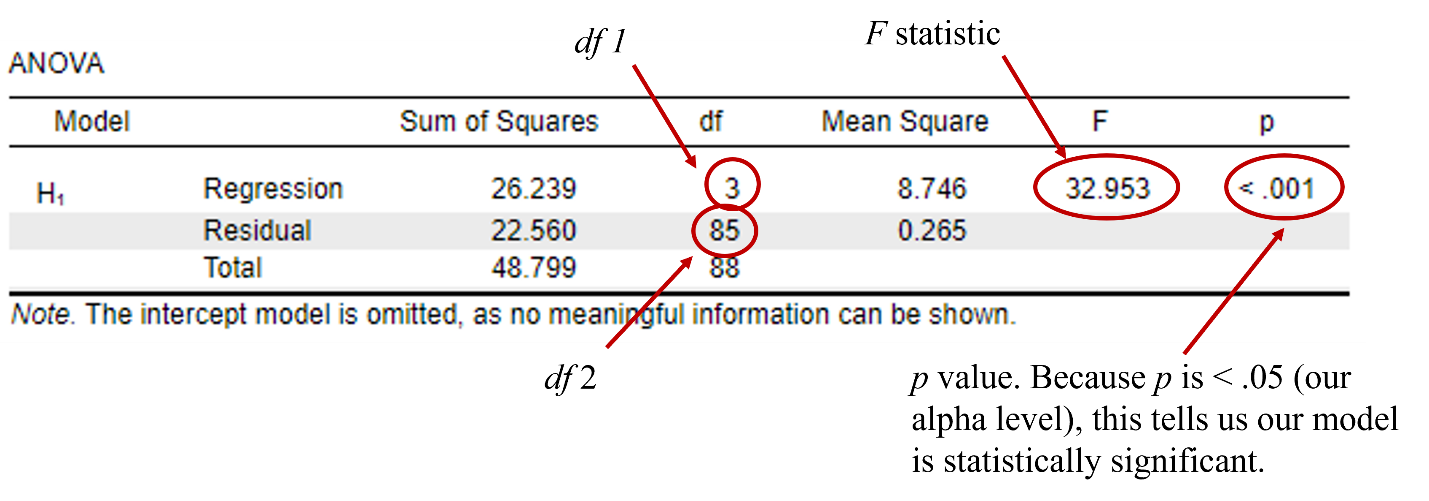 df 1
F statistic
ANOVA
Model Sum of Squares df Mean Square F p
H₁ Regression 26.239 3 8.746 32.953 < .001
Residual 22.560 85 0.265
Total 48.799 88
Note. The intercept model is omitted, as no meaningful information can be shown.
df 2
p value. Because p is < .05 (our
alpha level), this tells us our model
is statistically significant.